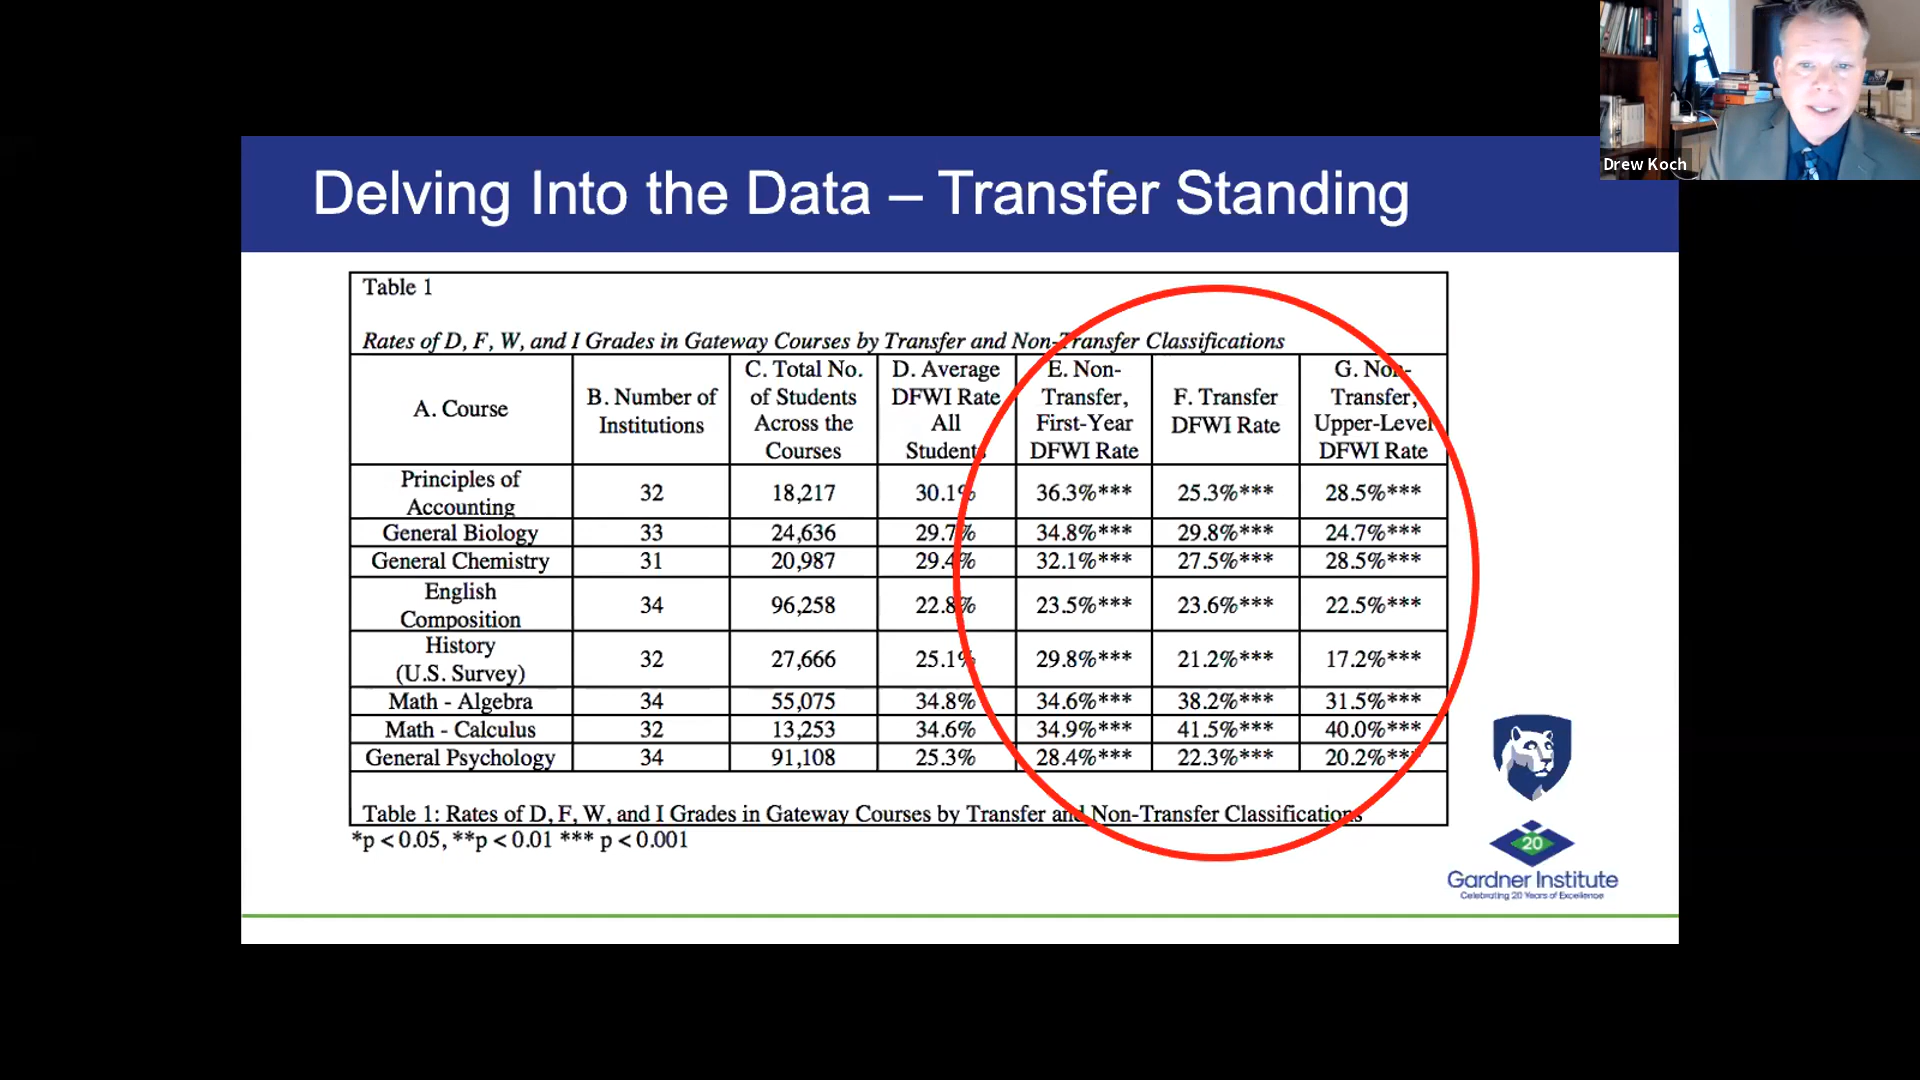 Drew Koch
Delving Into the Data – Transfer Standing
Table 1
Rates of D, F, W, and I Grades in Gateway Courses by Transfer and Non-Transfer Classifications
A. Course
B. Number of
Institutions
C. Total No.
of Students
Across the
Courses
D. Average
DFWI Rate
All
Students
E. Non-
Transfer,
First-Year
DFWI Rate
F. Transfer
DFWI Rate
G. Non-
Transfer,
Upper-Level
DFWI Rate
Principles of
Accounting
32
18,217
30.1%
36.3%***
25.3%***
28.5%***
General Biology
33
24,636
29.7%
34.8%***
29.8%***
24.7%***
General Chemistry
31
20,987
29.4%
32.1%***
27.5%***
28.5%***
English
Composition
34
96,258
22.8%
23.5%***
23.6%***
22.5%***
History
(U.S. Survey)
32
27,666
25.1%
29.8%***
21.2%***
17.2%***
Math - Algebra
34
55,075
34.8%
34.6%***
38.2%***
31.5%***
Math - Calculus
32
13,253
34.6%
34.9%***
41.5%***
40.0%***
General Psychology
34
91,108
25.3%
28.4%***
22.3%***
20.2%***
Table 1: Rates of D, F, W, and I Grades in Gateway Courses by Transfer and Non-Transfer Classifications
*p < 0.05, **p < 0.01 *** p < 0.001
20
Gardner Institute
Celebrating 20 Years of Excellence